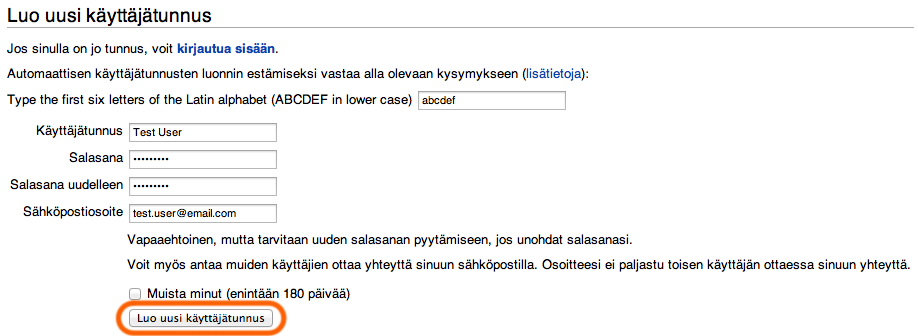 Luo uusi käyttäjätunnus
Jos sinulla on jo tunnus, voit kirjautua sisään.
Automaattisen käyttäjätunnusten luonnin estämiseksi vastaa alla olevaan kysymykseen (lisätietoja):
Type the first six letters of the Latin alphabet (ABCDEF in lower case) abcdef
Käyttäjätunnus Test User
Salasana •••••••••
Salasana uudelleen •••••••••
Sähköpostiosoite test.user@email.com
Vapaaehtoinen, mutta tarvitaan uuden salasanan pyytämiseen, jos unohdat salasanasi.
Voit myös antaa muiden käyttäjien ottaa yhteyttä sinuun sähköpostilla. Osoitteesi ei paljastu toisen käyttäjän ottaessa sinuun yhteyttä.
Muista minut (enintään 180 päivää)
Luo uusi käyttäjätunnus